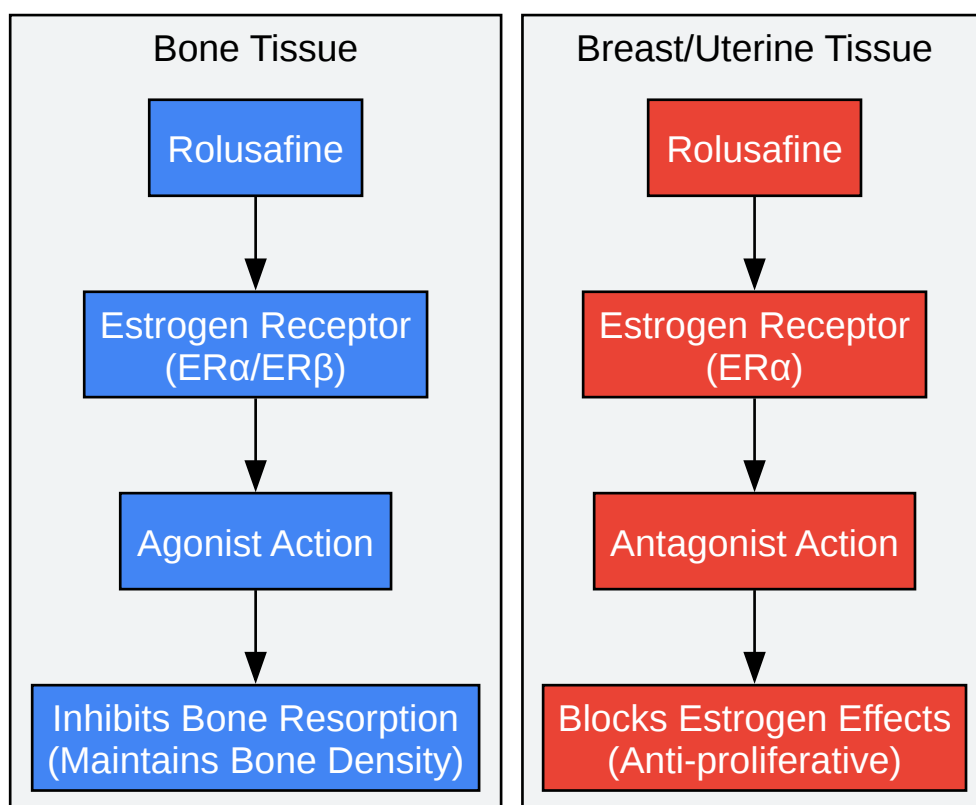 Bone Tissue
Rolusafine
Estrogen Receptor
(ERα/ERβ)
Agonist Action
Inhibits Bone Resorption
(Maintains Bone Density)
Breast/Uterine Tissue
Rolusafine
Estrogen Receptor
(ERα)
Antagonist Action
Blocks Estrogen Effects
(Anti-proliferative)